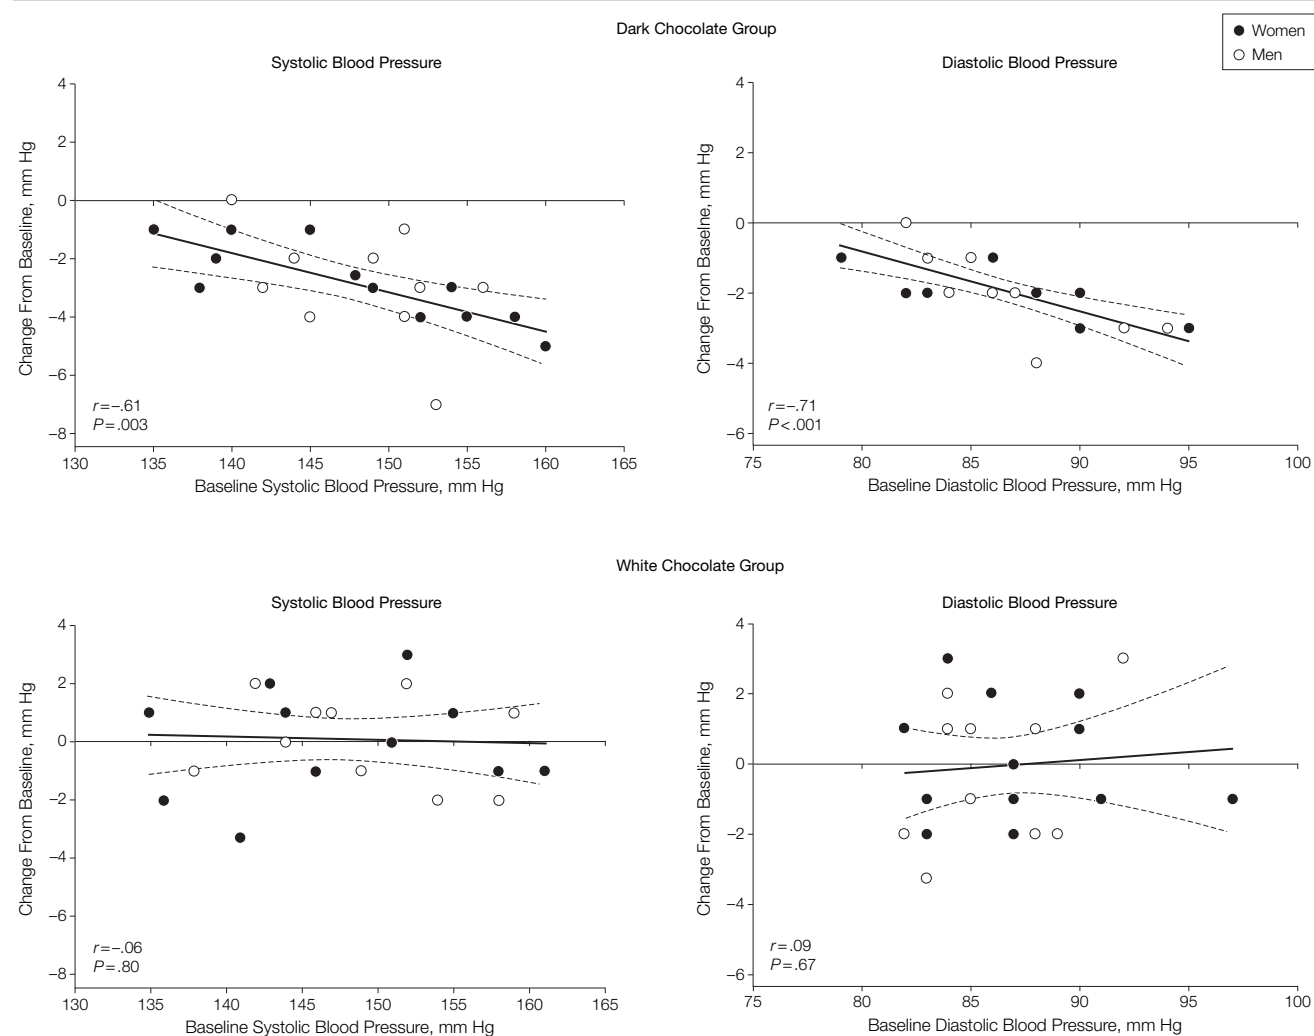 Dark Chocolate Group
Women
Men
Systolic Blood Pressure
4
2
0
–2
–4
–6
–8
Change From Baseline, mm Hg
r=–.61
P=.003
130 135 140 145 150 155 160 165
Baseline Systolic Blood Pressure, mm Hg
Diastolic Blood Pressure
4
2
0
–2
–4
–6
Change From Baseline, mm Hg
r=–.71
P<.001
75 80 85 90 95 100
Baseline Diastolic Blood Pressure, mm Hg
White Chocolate Group
Systolic Blood Pressure
4
2
0
–2
–4
–6
–8
Change From Baseline, mm Hg
r=–.06
P=.80
130 135 140 145 150 155 160 165
Baseline Systolic Blood Pressure, mm Hg
Diastolic Blood Pressure
4
2
0
–2
–4
–6
Change From Baseline, mm Hg
r=.09
P=.67
75 80 85 90 95 100
Baseline Diastolic Blood Pressure, mm Hg